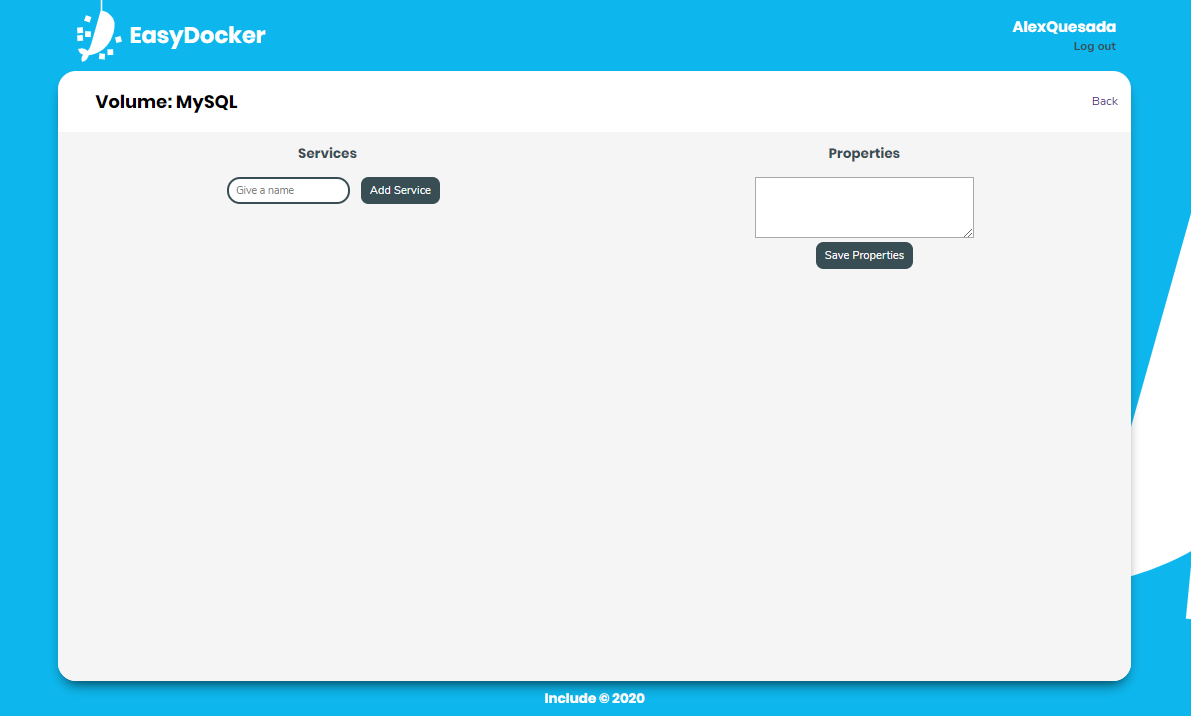 EasyDocker
AlexQuesada
Log out
Volume: MySQL
Back
Services
Properties
Give a name
Add Service
Save Properties
Include © 2020